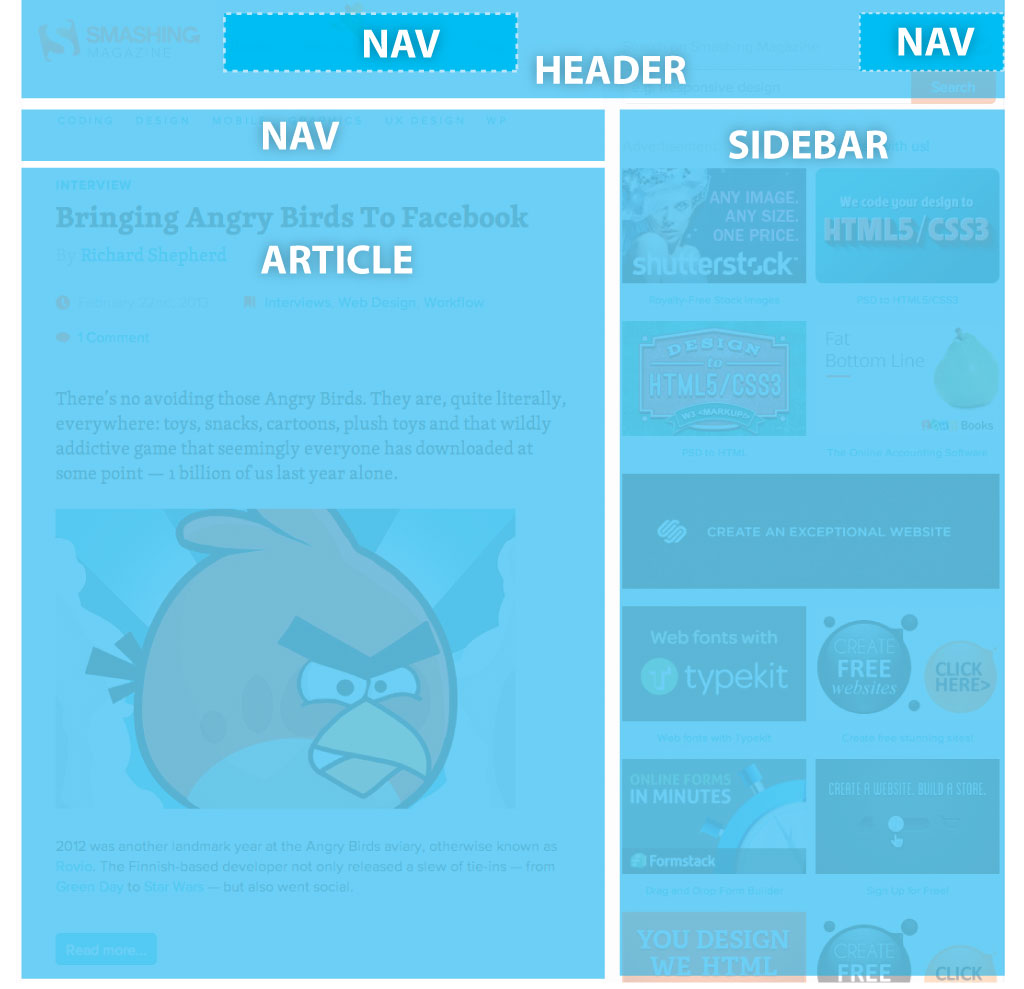 SMASHING
MAGAZINE
NAV
NAV
HEADER
Smashing Magazine
responsive design
Search
CODING DESIGN MOBILE GRAPHICS UX DESIGN WP
NAV
INTERVIEW
Bringing Angry Birds To Facebook
By Richard Shepherd
ARTICLE
February 22nd, 2013
Interviews, Web Design, Workflow
1 Comment
There's no avoiding those Angry Birds. They are, quite literally,
everywhere: toys, snacks, cartoons, plush toys and that wildly
addictive game that seemingly everyone has downloaded at
some point — 1 billion of us last year alone.
2012 was another landmark year at the Angry Birds aviary, otherwise known as
Rovio. The Finnish-based developer not only released a slew of tie-ins — from
Green Day to Star Wars — but also went social.
Read more...
SIDEBAR
with us!
ANY IMAGE.
ANY SIZE.
ONE PRICE.
shutterstock
Royalty-Free Stock Images
We code your design to
HTML5/CSS3
PSD to HTML5/CSS3
DESIGN
to
HTML5/CSS3
W3 MARKUP
PSD to HTML
Fat
Bottom Line
Books
The Online Accounting Software
CREATE AN EXCEPTIONAL WEBSITE
Web fonts with
typekit
Web fonts with Typekit
CREATE
FREE
websites
CLICK
HERE>
Create free stunning sites!
ONLINE FORMS
IN MINUTES
Formstack
Drag and Drop Form Builder
CREATE A WEBSITE. BUILD A STORE.
Sign Up for Free!
YOU DESIGN
WE HTML
CREATE
FREE
CLICK